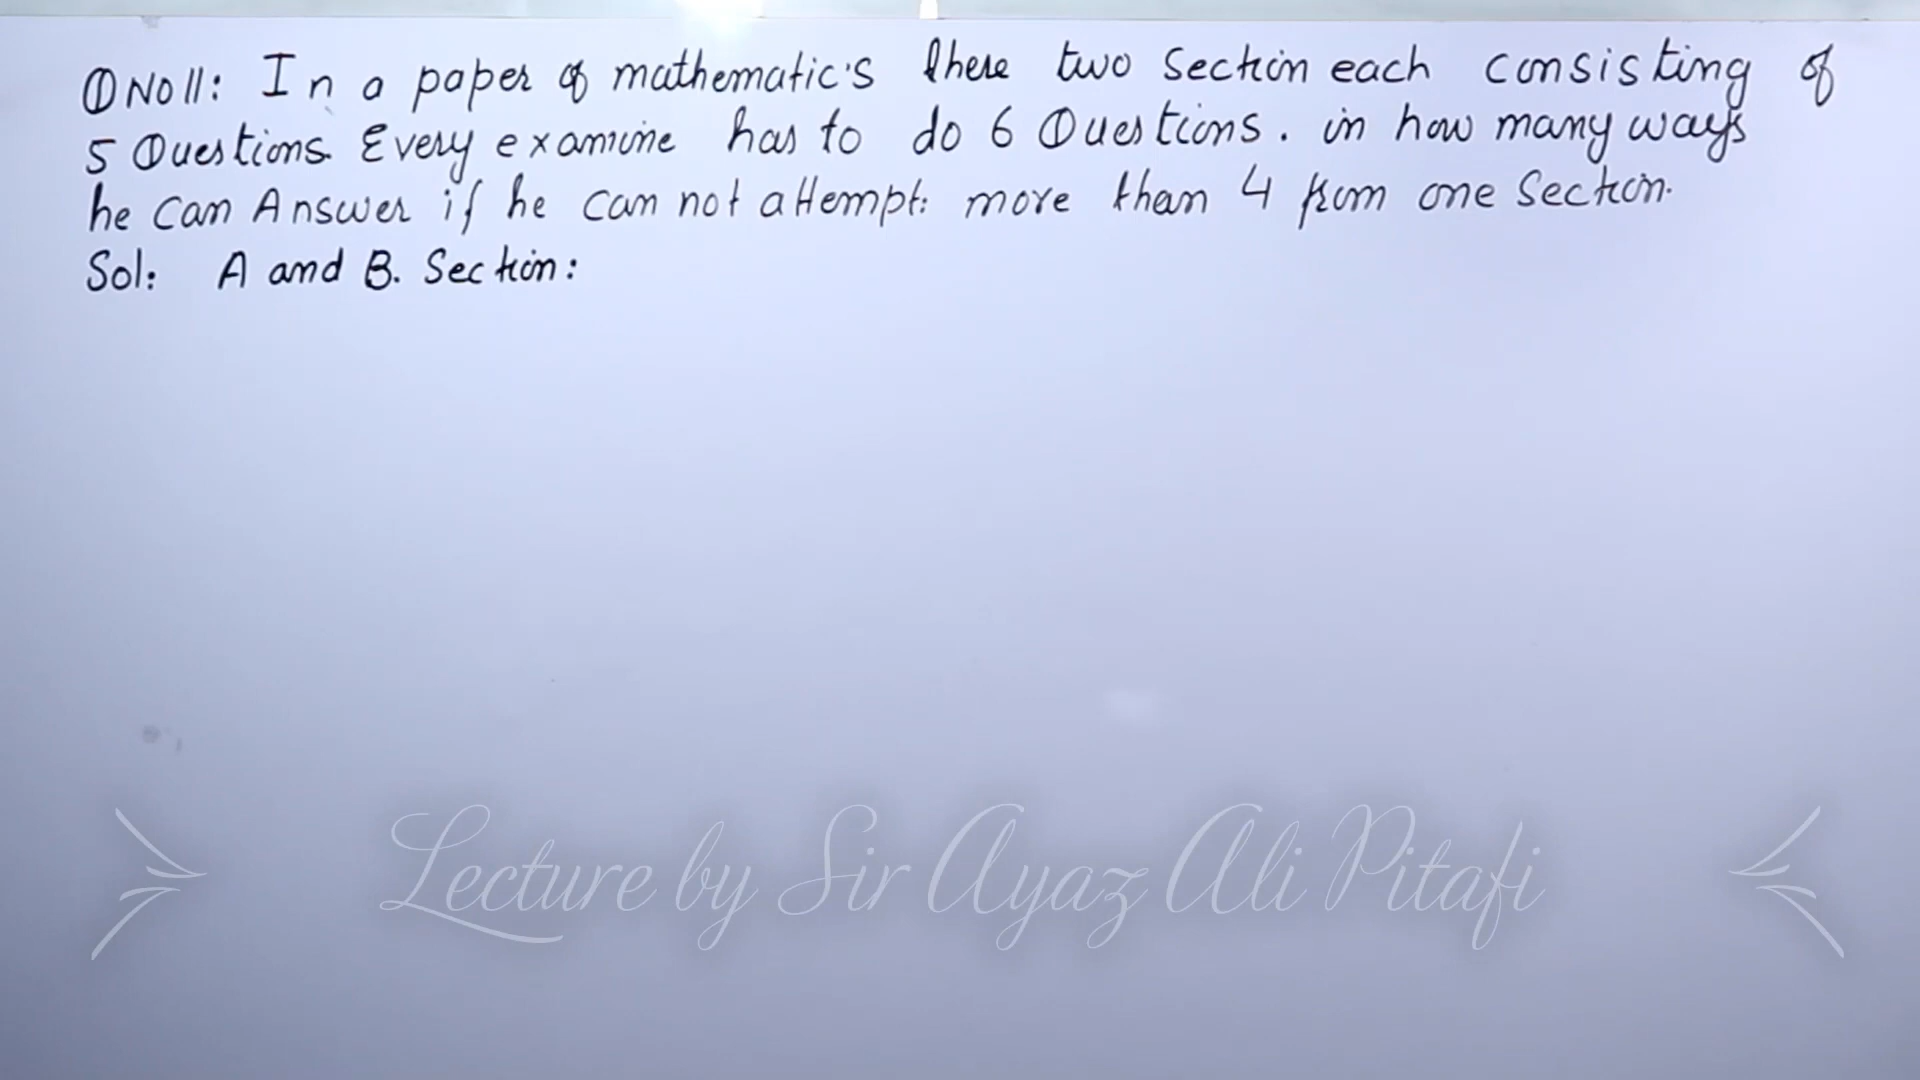 Q No 11: In a paper of mathematic's there two Section each consisting of
5 Questions. Every examine has to do 6 Questions. in how many ways
he can Answer if he can not attempt: more than 4 from one Section.
Sol: A and B. Section:
Lecture by Sir Ayaz Ali Pitafi